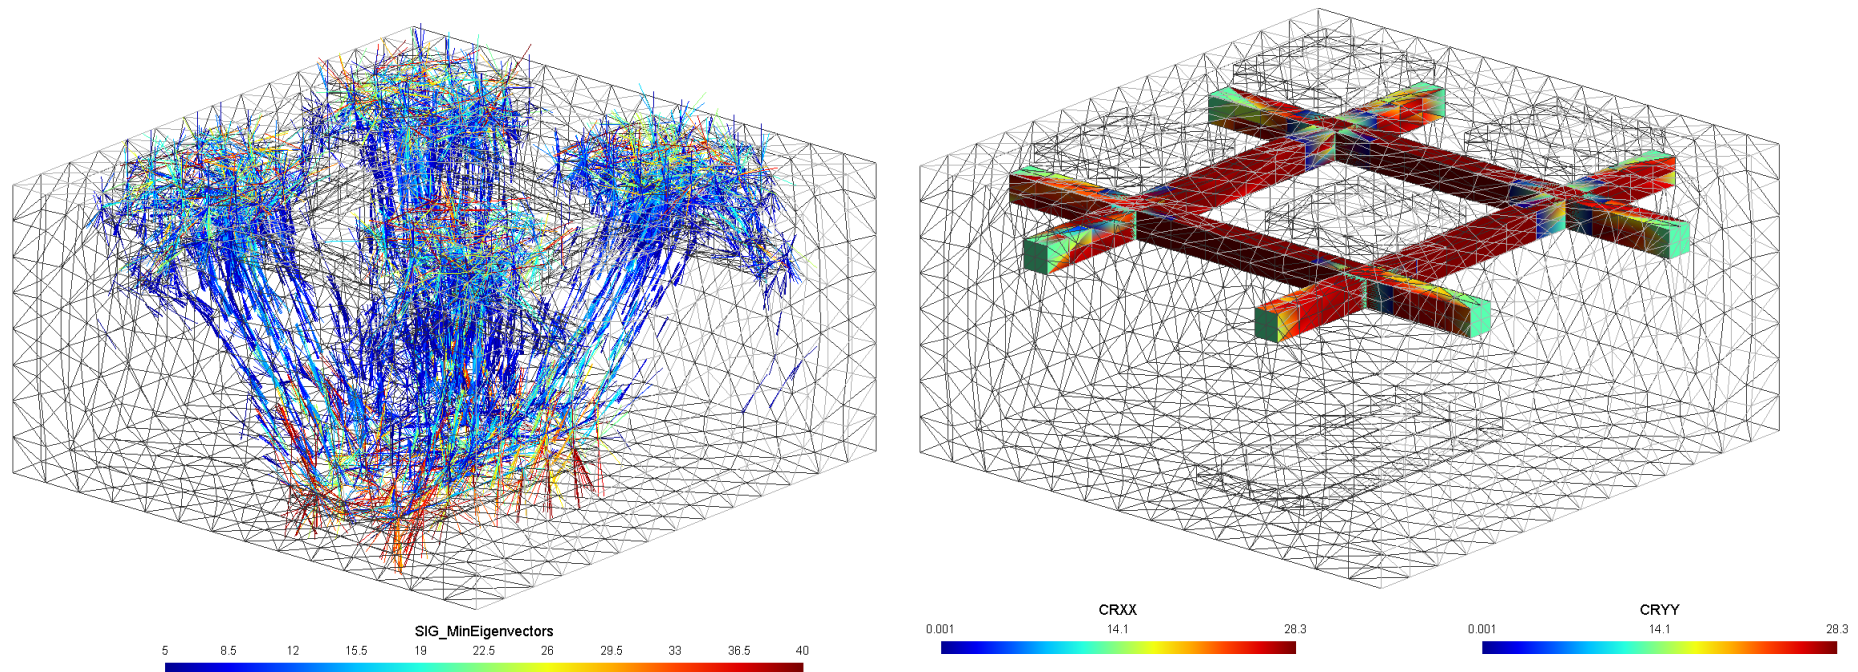 SIG_MinEigenvectors
5 8.5 12 15.5 19 22.5 26 29.5 33 36.5 40
CRXX
0.001 14.1 28.3
CRYY
0.001 14.1 28.3